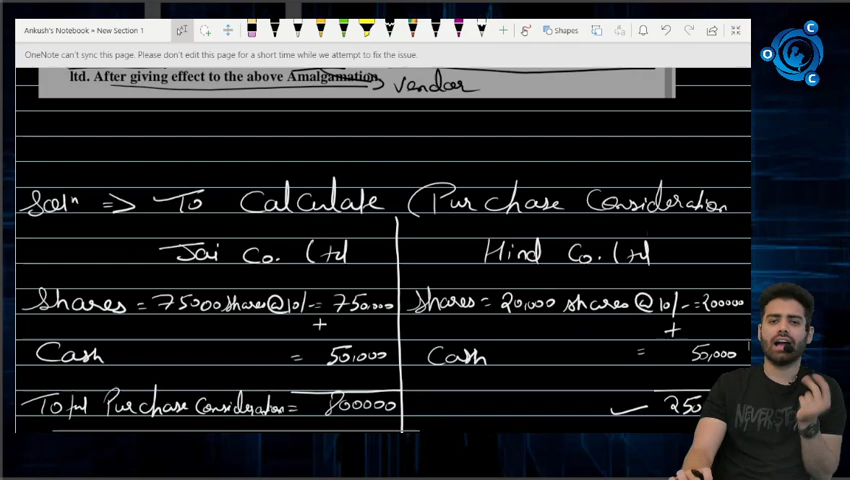 Ankush's Notebook » New Section 1
Shapes
OneNote can't sync this page. Please don't edit this page for a short time while we attempt to fix the issue.
ltd. After giving effect to the above Amalgamation
vendor
Soln => To Calculate (Purchase Consideration
Jai Co. Ltd
Hind Co. Ltd
Shares = 75000 shares @ 10/- = 750,000
+
Cash = 50,000
Total Purchase Consideration = 800000
Shares = 20,000 shares @ 10/- = 200000
+
Cash = 50,000
250
O C C
NEVER